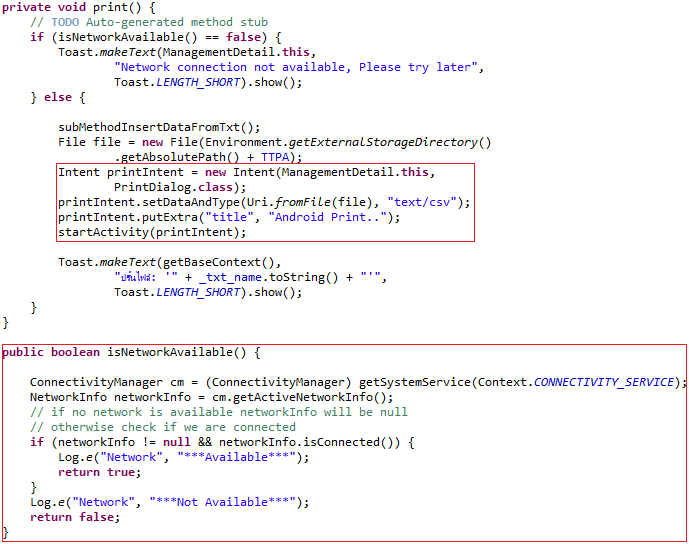 private void print() {
    // TODO Auto-generated method stub
    if (isNetworkAvailable() == false) {
        Toast.makeText(ManagementDetail.this,
                "Network connection not available, Please try later",
                Toast.LENGTH_SHORT).show();
    } else {
        subMethodInsertDataFromTxt();
        File file = new File(Environment.getExternalStorageDirectory()
                .getAbsolutePath() + TTPA);
        Intent printIntent = new Intent(ManagementDetail.this,
                PrintDialog.class);
        printIntent.setDataAndType(Uri.fromFile(file), "text/csv");
        printIntent.putExtra("title", "Android Print..");
        startActivity(printIntent);
        Toast.makeText(getBaseContext(),
                "ปริ้นไฟล์: '" + _txt_name.toString() + "'",
                Toast.LENGTH_SHORT).show();
    }
}
public boolean isNetworkAvailable() {
    ConnectivityManager cm = (ConnectivityManager) getSystemService(Context.CONNECTIVITY_SERVICE);
    NetworkInfo networkInfo = cm.getActiveNetworkInfo();
    // if no network is available networkInfo will be null
    // otherwise check if we are connected
    if (networkInfo != null && networkInfo.isConnected()) {
        Log.e("Network", "***Available***");
        return true;
    }
    Log.e("Network", "***Not Available***");
    return false;
}